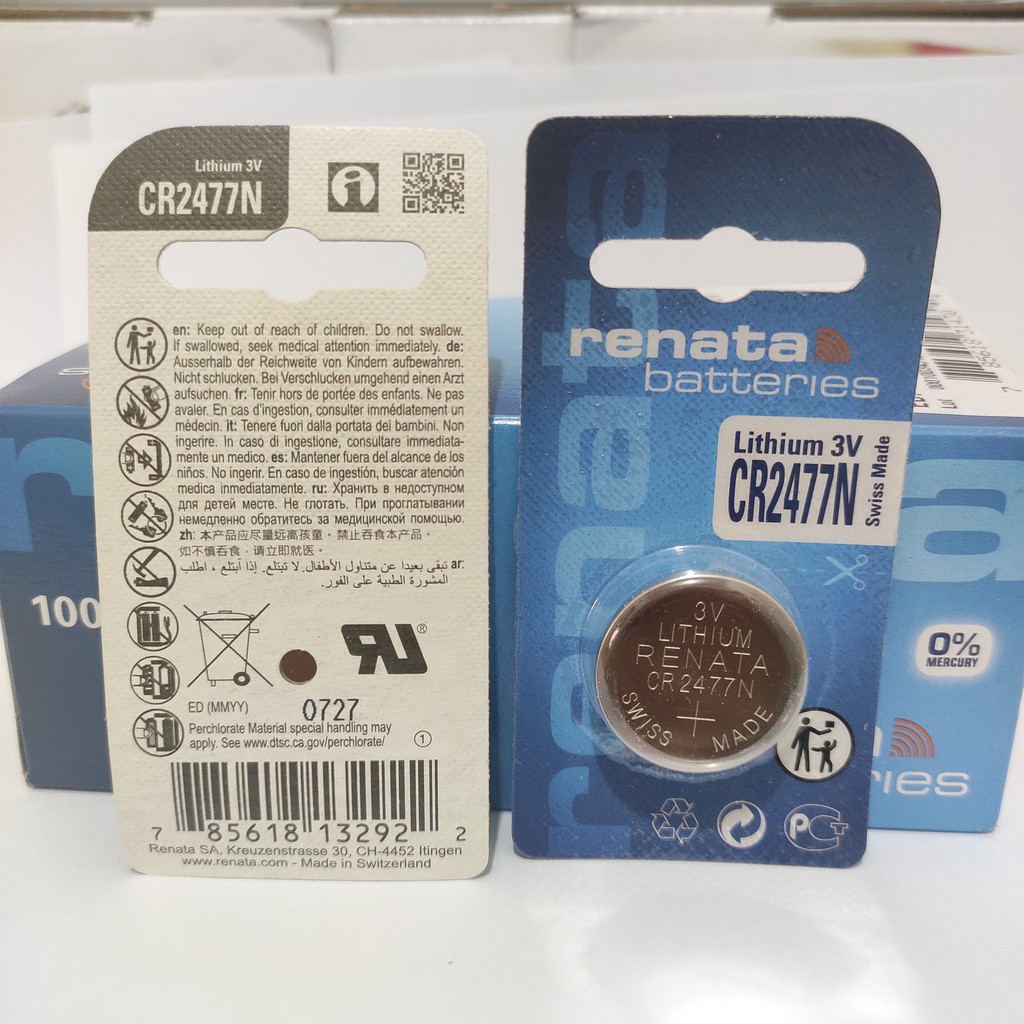 Lithium 3V
CR2477N
en: Keep out of reach of children. Do not swallow.
If swallowed, seek medical attention immediately. de:
Ausserhalb der Reichweite von Kindern aufbewahren.
Nicht schlucken. Bei Verschlucken umgehend einen Arzt
aufsuchen. fr: Tenir hors de portée des enfants. Ne pas
avaler. En cas d'ingestion, consulter immédiatement un
médecin. it: Tenere fuori dalla portata dei bambini. Non
ingerire. In caso di ingestione, consultare immediata-
mente un medico. es: Mantener fuera del alcance de los
niños. No ingerir. En caso de ingestión, buscar atención
medica inmediatamente. ru: Хранить в недоступном
для детей месте. Не глотать. При проглатывании
немедленно обратитесь за медицинской помощью.
zh: 本产品应尽量远离孩童。禁止吞食本产品。
如不慎吞食，请立即就医。
ar: تبقى بعيدا عن متناول الأطفال. لا تبتلع. إذا أبتلع ، اطلب
المشورة الطبية على الفور.
ED (MMYY) 0727
Perchlorate Material special handling may
apply. See www.dtsc.ca.gov/perchlorate/ 1
7 85618 13292 2
Renata SA, Kreuzenstrasse 30, CH-4452 Itingen
www.renata.com - Made in Switzerland
renata
renata
batteries
Lithium 3V
CR2477N
Swiss Made
3V
LITHIUM
RENATA
CR2477N
+
SWISS MADE
PCT
100
0%
MERCURY